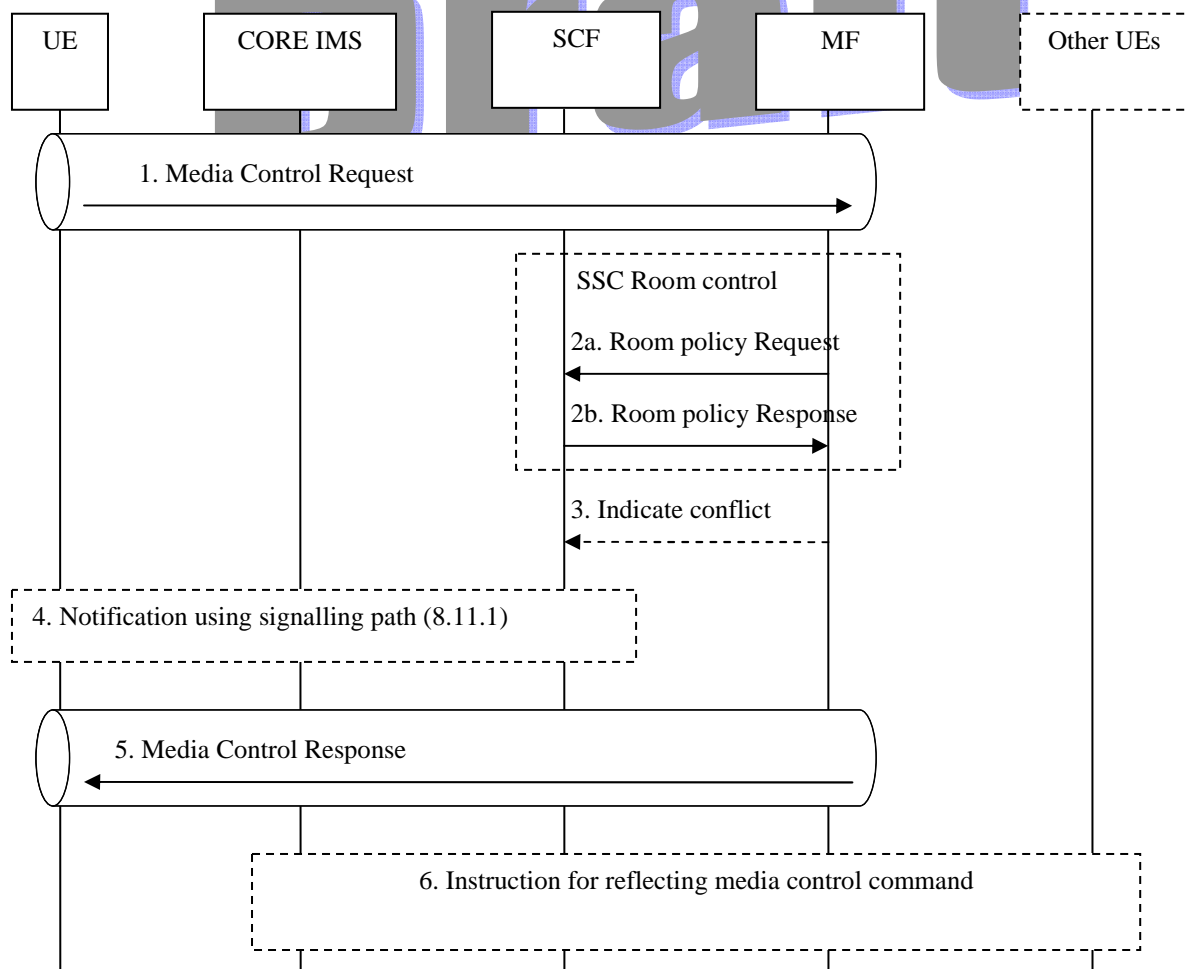 UE
CORE IMS
SCF
MF
Other UEs
1. Media Control Request
SSC Room control
2a. Room policy Request
2b. Room policy Response
3. Indicate conflict
4. Notification using signalling path (8.11.1)
5. Media Control Response
6. Instruction for reflecting media control command